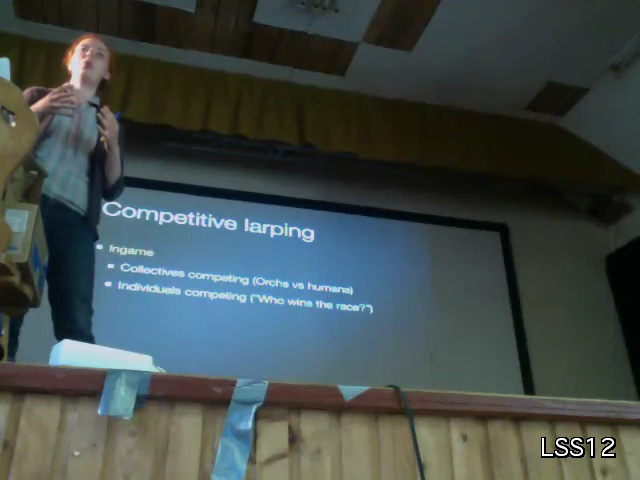 Competitive larping
Ingame
Collectives competing (Orchs vs humans)
Individuals competing ("Who wins the race?")
LSS12